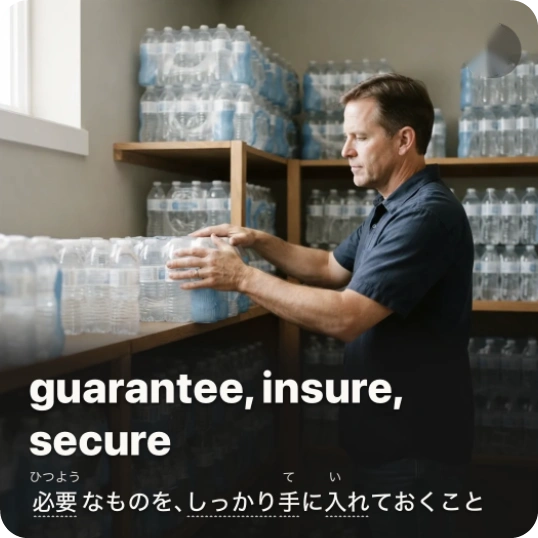 guarantee, insure,
secure
ひつよう て い
必要なものを、しっかり手に入れておくこと